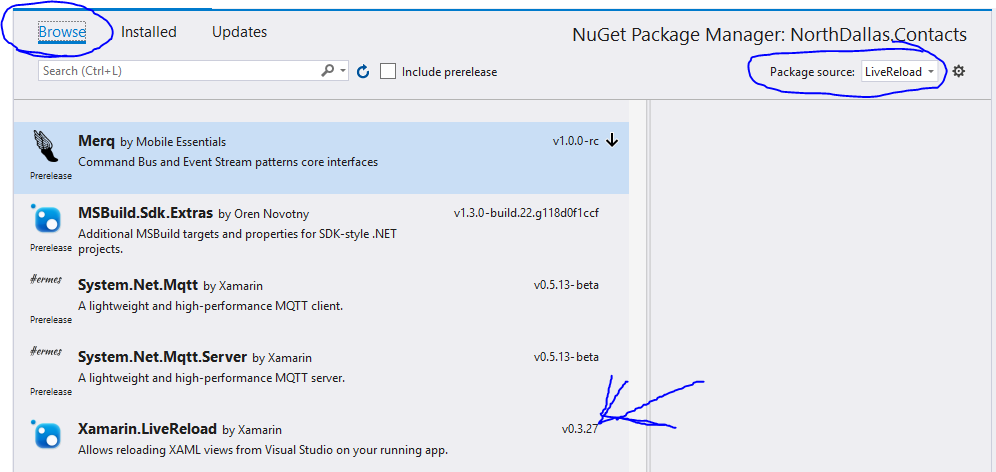 Browse Installed Updates NuGet Package Manager: NorthDallas.Contacts
Search (Ctrl+L) Include prerelease Package source: LiveReload
Merq by Mobile Essentials v1.0.0-rc
Command Bus and Event Stream patterns core interfaces
Prerelease
MSBuild.Sdk.Extras by Oren Novotny v1.3.0-build.22.g118d0f1ccf
Additional MSBuild targets and properties for SDK-style .NET
Prerelease projects.
Hermes System.Net.Mqtt by Xamarin v0.5.13-beta
A lightweight and high-performance MQTT client.
Prerelease
Hermes System.Net.Mqtt.Server by Xamarin v0.5.13-beta
A lightweight and high-performance MQTT server.
Prerelease
Xamarin.LiveReload by Xamarin v0.3.27
Allows reloading XAML views from Visual Studio on your running app.